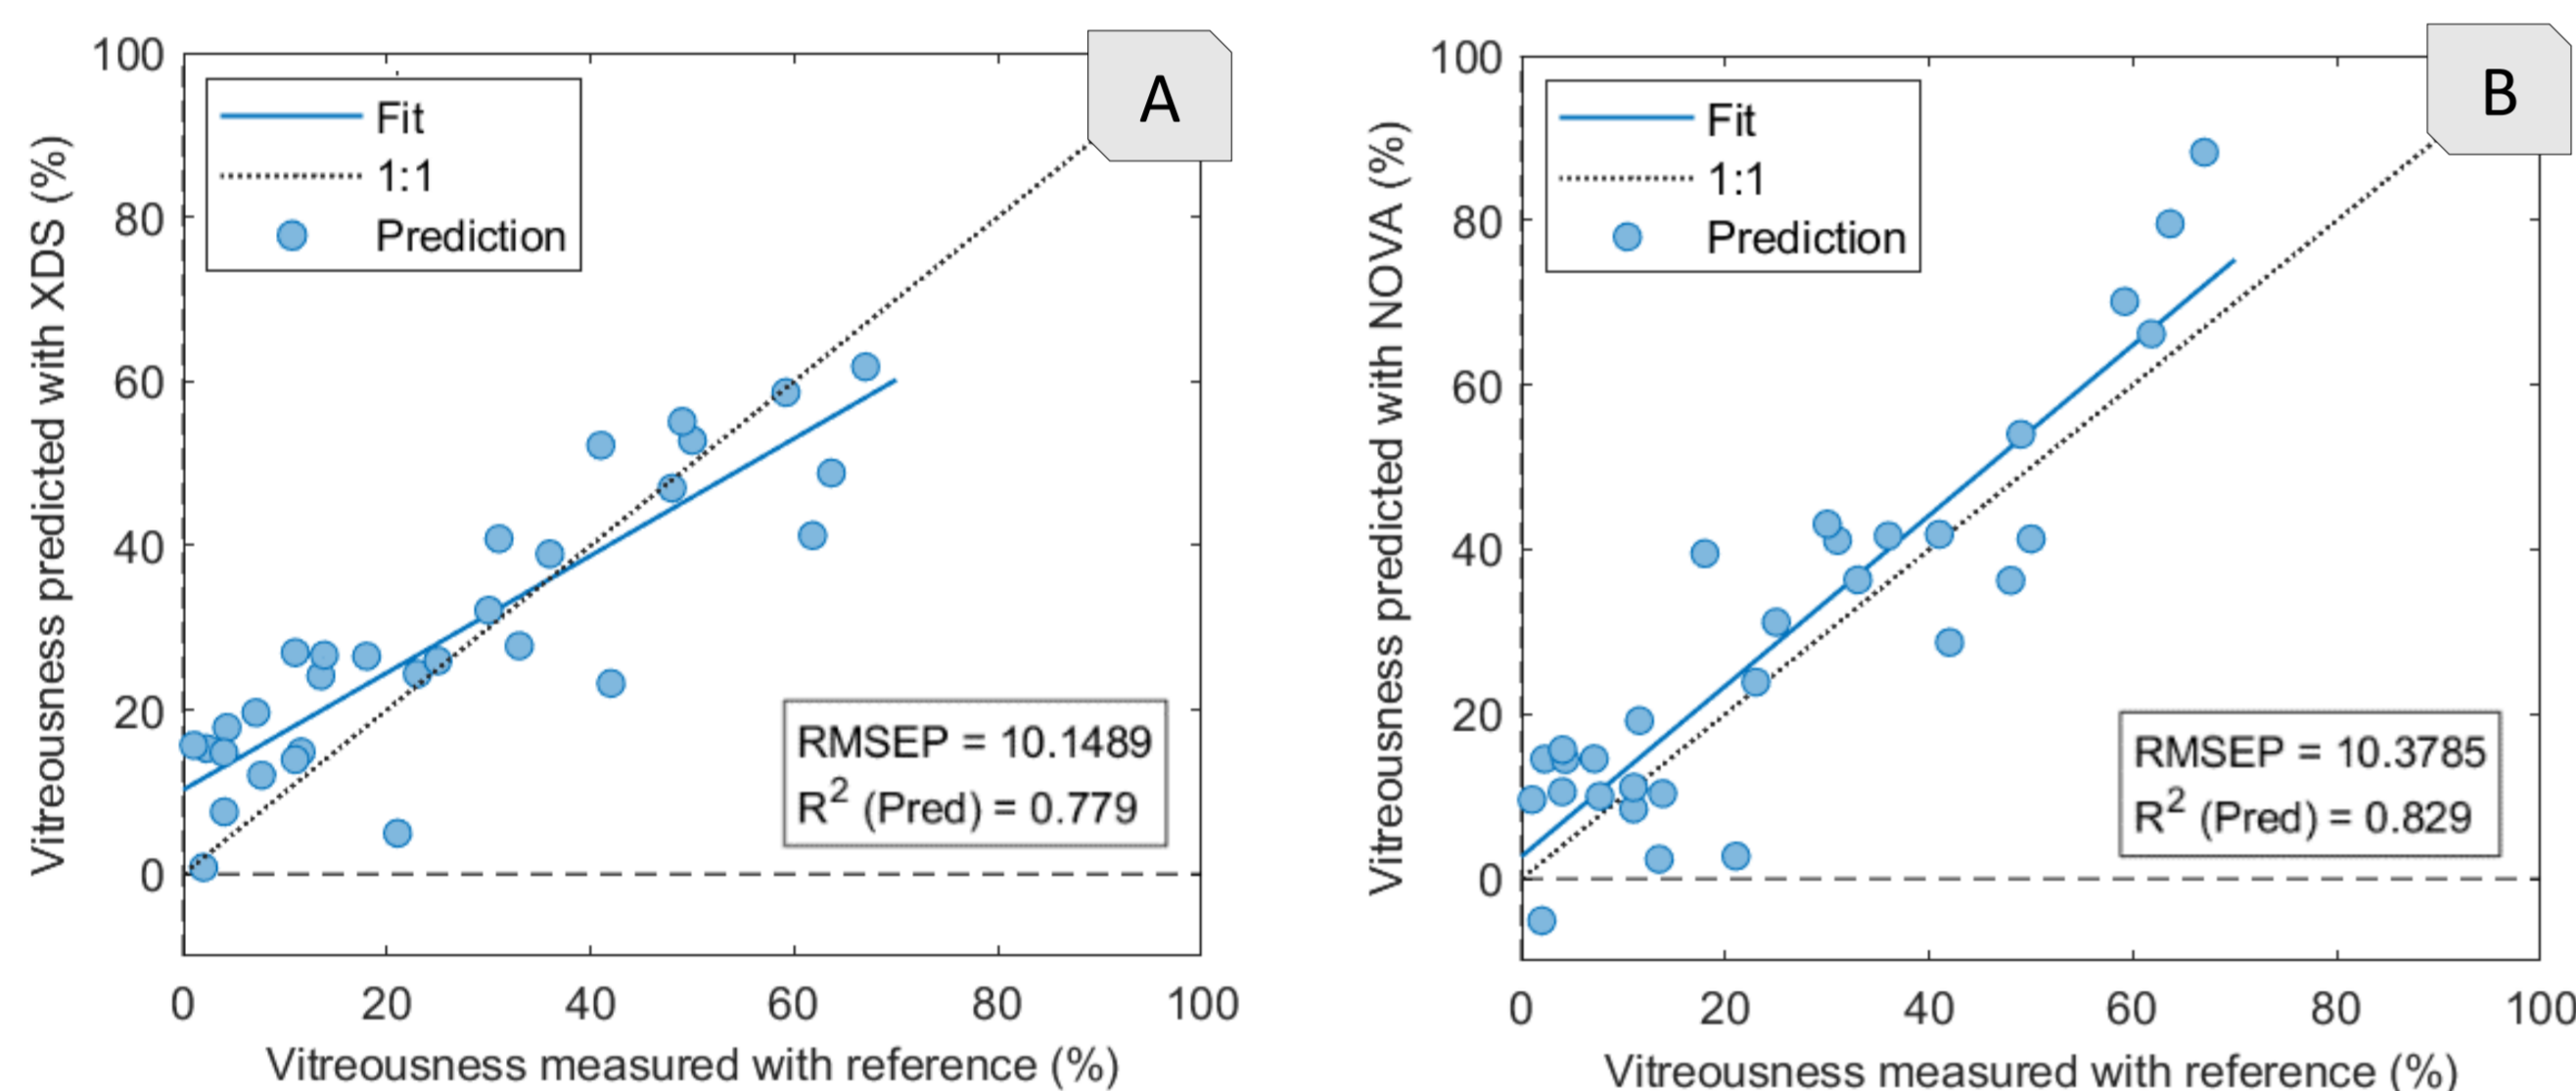 A
100
80
60
40
20
0
Vitreousness predicted with XDS (%)
Fit
1:1
Prediction
RMSEP = 10.1489
R² (Pred) = 0.779
0 20 40 60 80 100
Vitreousness measured with reference (%)
B
100
80
60
40
20
0
Vitreousness predicted with NOVA (%)
Fit
1:1
Prediction
RMSEP = 10.3785
R² (Pred) = 0.829
0 20 40 60 80 100
Vitreousness measured with reference (%)